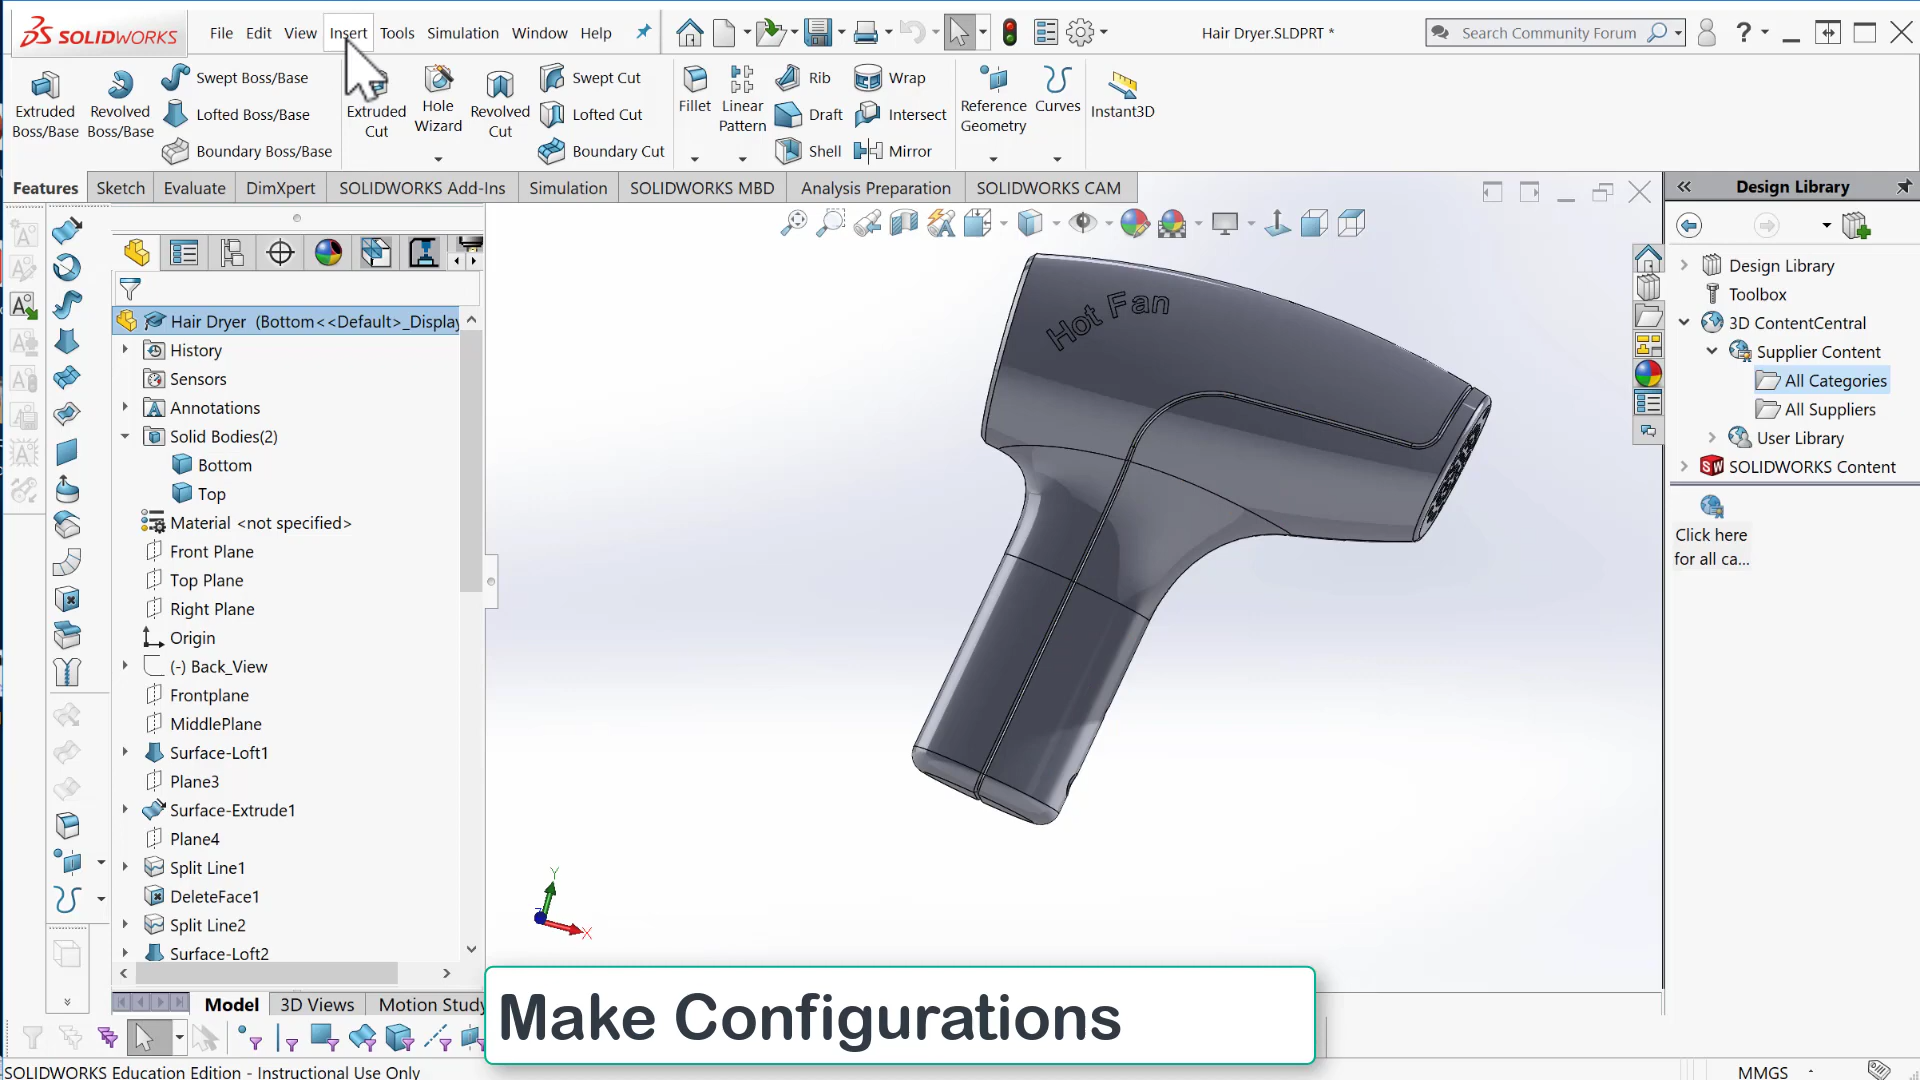 SOLIDWORKS
File Edit View Insert Tools Simulation Window Help
Hair Dryer.SLDPRT *
Search Community Forum
?
Extruded Boss/Base
Revolved Boss/Base
Swept Boss/Base
Lofted Boss/Base
Boundary Boss/Base
Extruded Cut
Hole Wizard
Revolved Cut
Swept Cut
Lofted Cut
Boundary Cut
Fillet
Linear Pattern
Rib
Draft
Shell
Wrap
Intersect
Mirror
Reference Geometry
Curves
Instant3D
Features Sketch Evaluate DimXpert SOLIDWORKS Add-Ins Simulation SOLIDWORKS MBD Analysis Preparation SOLIDWORKS CAM
Hair Dryer (Bottom<<Default>_Display
History
Sensors
Annotations
Solid Bodies(2)
Bottom
Top
Material <not specified>
Front Plane
Top Plane
Right Plane
Origin
(-) Back_View
Frontplane
MiddlePlane
Surface-Loft1
Plane3
Surface-Extrude1
Plane4
Split Line1
DeleteFace1
Split Line2
Surface-Loft2
Hot Fan
Y
Z
X
Design Library
Design Library
Toolbox
3D ContentCentral
Supplier Content
All Categories
All Suppliers
User Library
SOLIDWORKS Content
Click here
for all ca...
Model 3D Views Motion Study
Make Configurations
SOLIDWORKS Education Edition - Instructional Use Only
MMGS